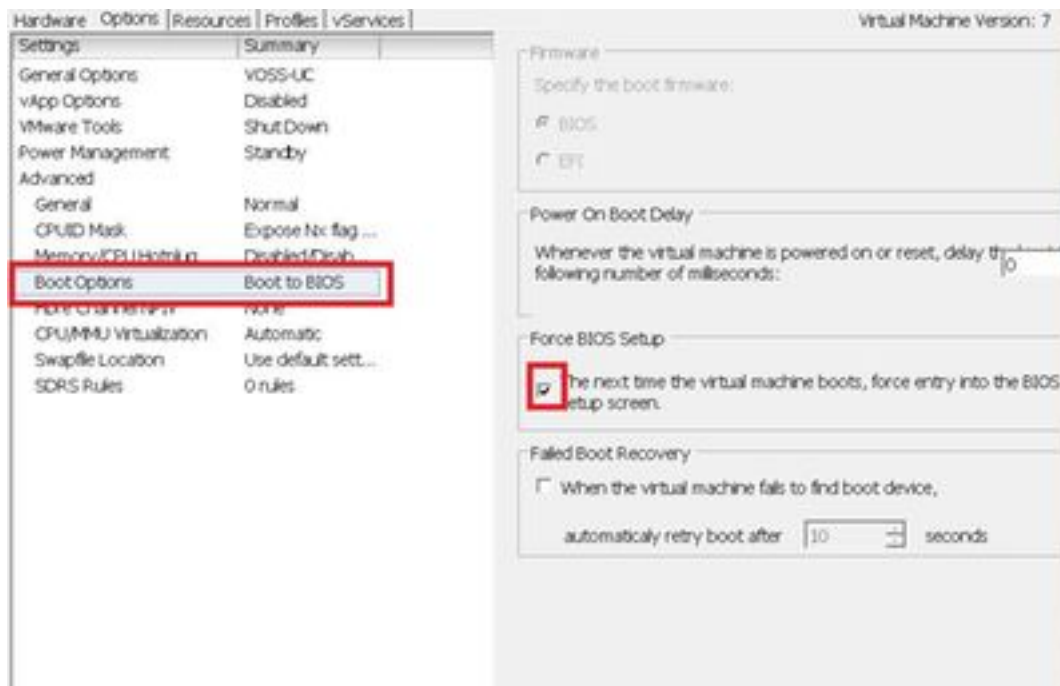 Hardware Options Resources Profiles vServices
Virtual Machine Version: 7
Settings Summary
General Options VOSS-UC
vApp Options Disabled
VMware Tools Shut Down
Power Management Standby
Advanced
General Normal
CPUID Mask Expose Nx flag ...
Memory/CPU Hotplug Disabled/Disab...
Boot Options Boot to BIOS
Fibre Channel NPIV None
CPU/MMU Virtualization Automatic
Swapfile Location Use default sett...
SDRS Rules 0 rules
Firmware
Specify the boot firmware:
BIOS
EFI
Power On Boot Delay
Whenever the virtual machine is powered on or reset, delay th
following number of milliseconds:
0
Force BIOS Setup
The next time the virtual machine boots, force entry into the BIOS
etup screen.
Failed Boot Recovery
When the virtual machine fails to find boot device,
automaticaly retry boot after 10 seconds